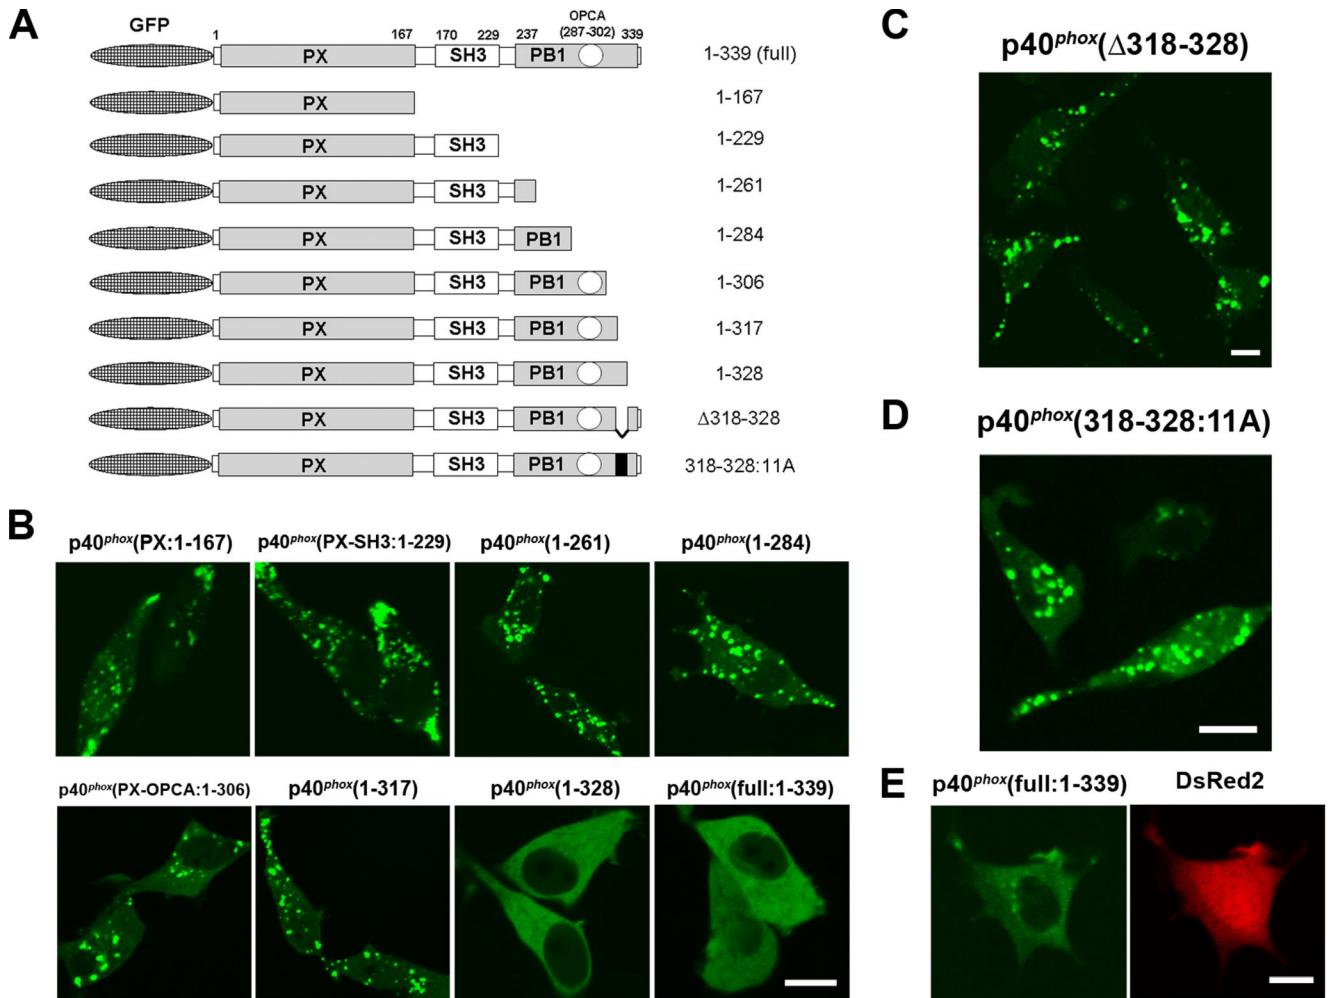 A
GFP
1
167
170
229
237
OPCA
(287-302)
339
PX
SH3
PB1
1-339 (full)
PX
1-167
PX
SH3
1-229
PX
SH3
1-261
PX
SH3
PB1
1-284
PX
SH3
PB1
1-306
PX
SH3
PB1
1-317
PX
SH3
PB1
1-328
PX
SH3
PB1
Δ318-328
PX
SH3
PB1
318-328:11A
B
p40phox(PX:1-167)
p40phox(PX-SH3:1-229)
p40phox(1-261)
p40phox(1-284)
p40phox(PX-OPCA:1-306)
p40phox(1-317)
p40phox(1-328)
p40phox(full:1-339)
C
p40phox(Δ318-328)
D
p40phox(318-328:11A)
E
p40phox(full:1-339)
DsRed2